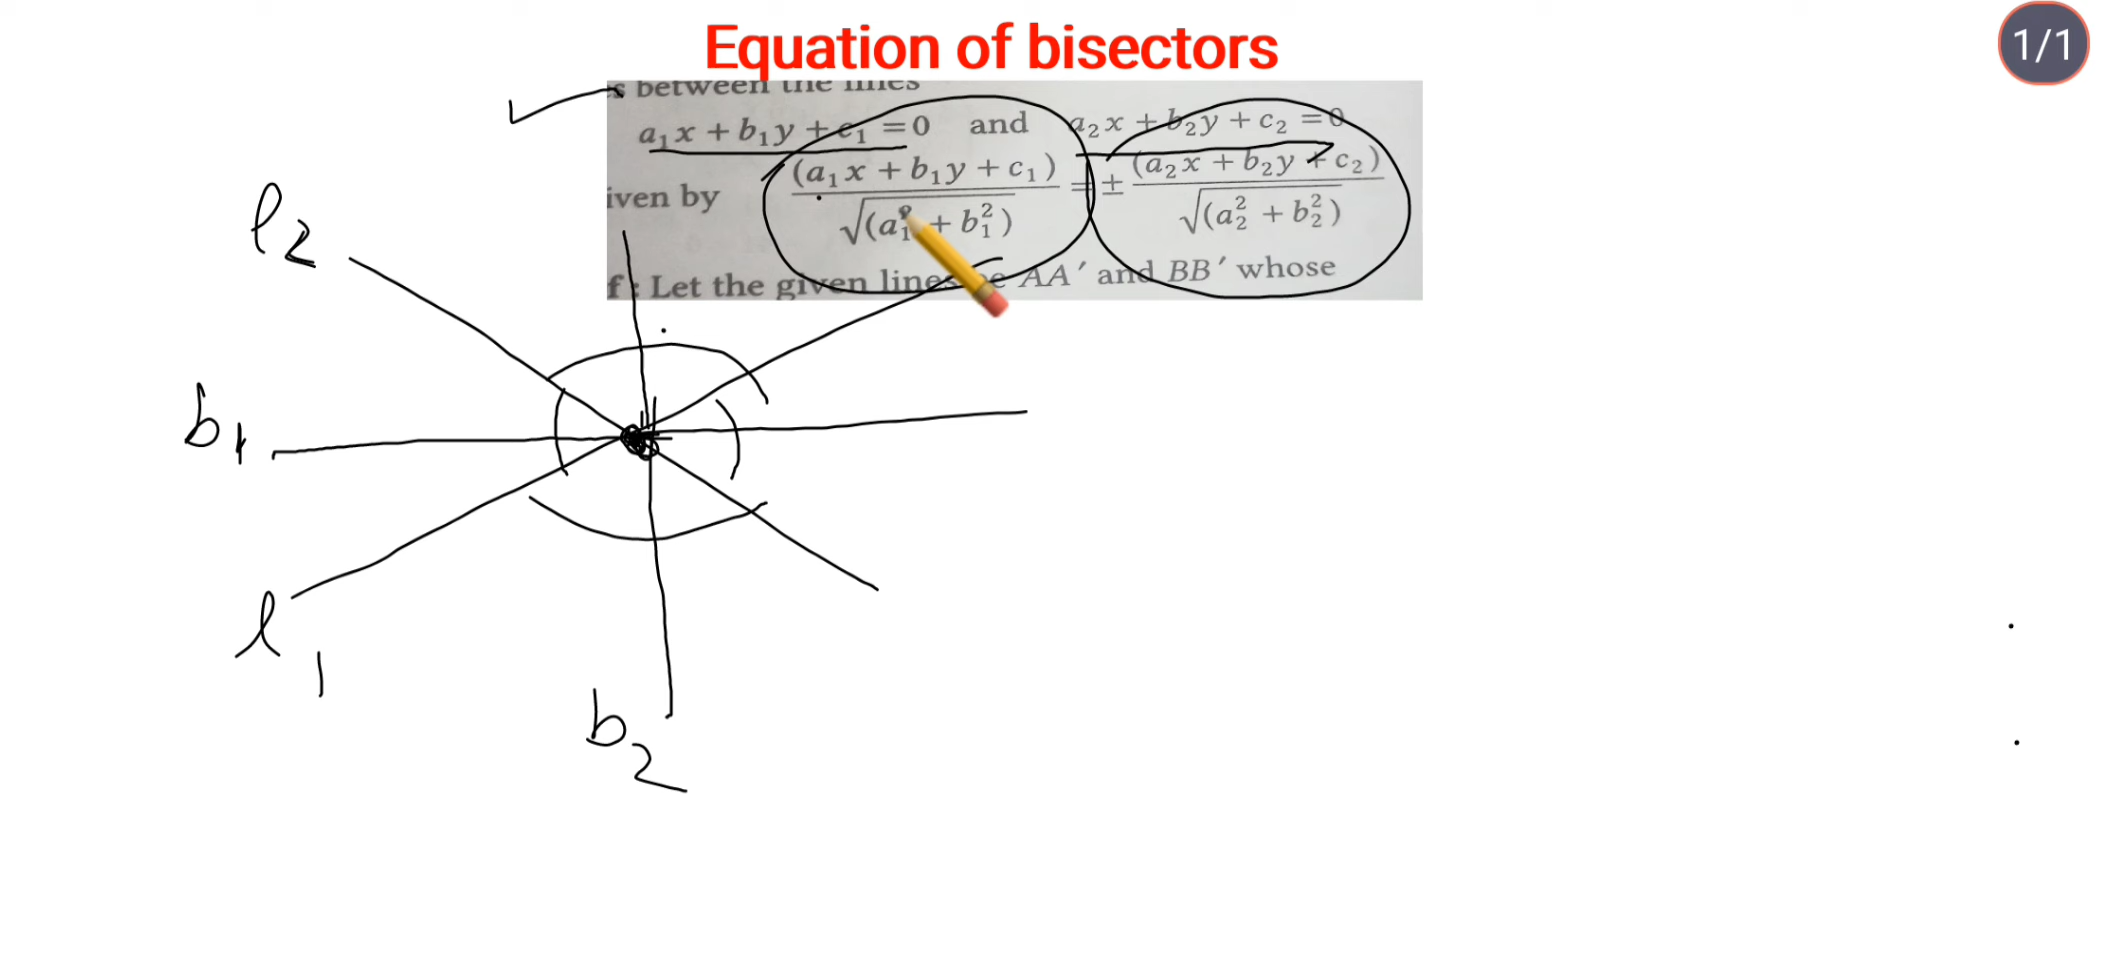 Equation of bisectors
1/1
s between the lines
a₁x + b₁y + c₁ = 0 and a₂x + b₂y + c₂ = 0
iven by (a₁x + b₁y + c₁) / √(a₁² + b₁²) = ± (a₂x + b₂y + c₂) / √(a₂² + b₂²)
f : Let the given lines be AA′ and BB′ whose
l₂
b₁
l₁
b₂